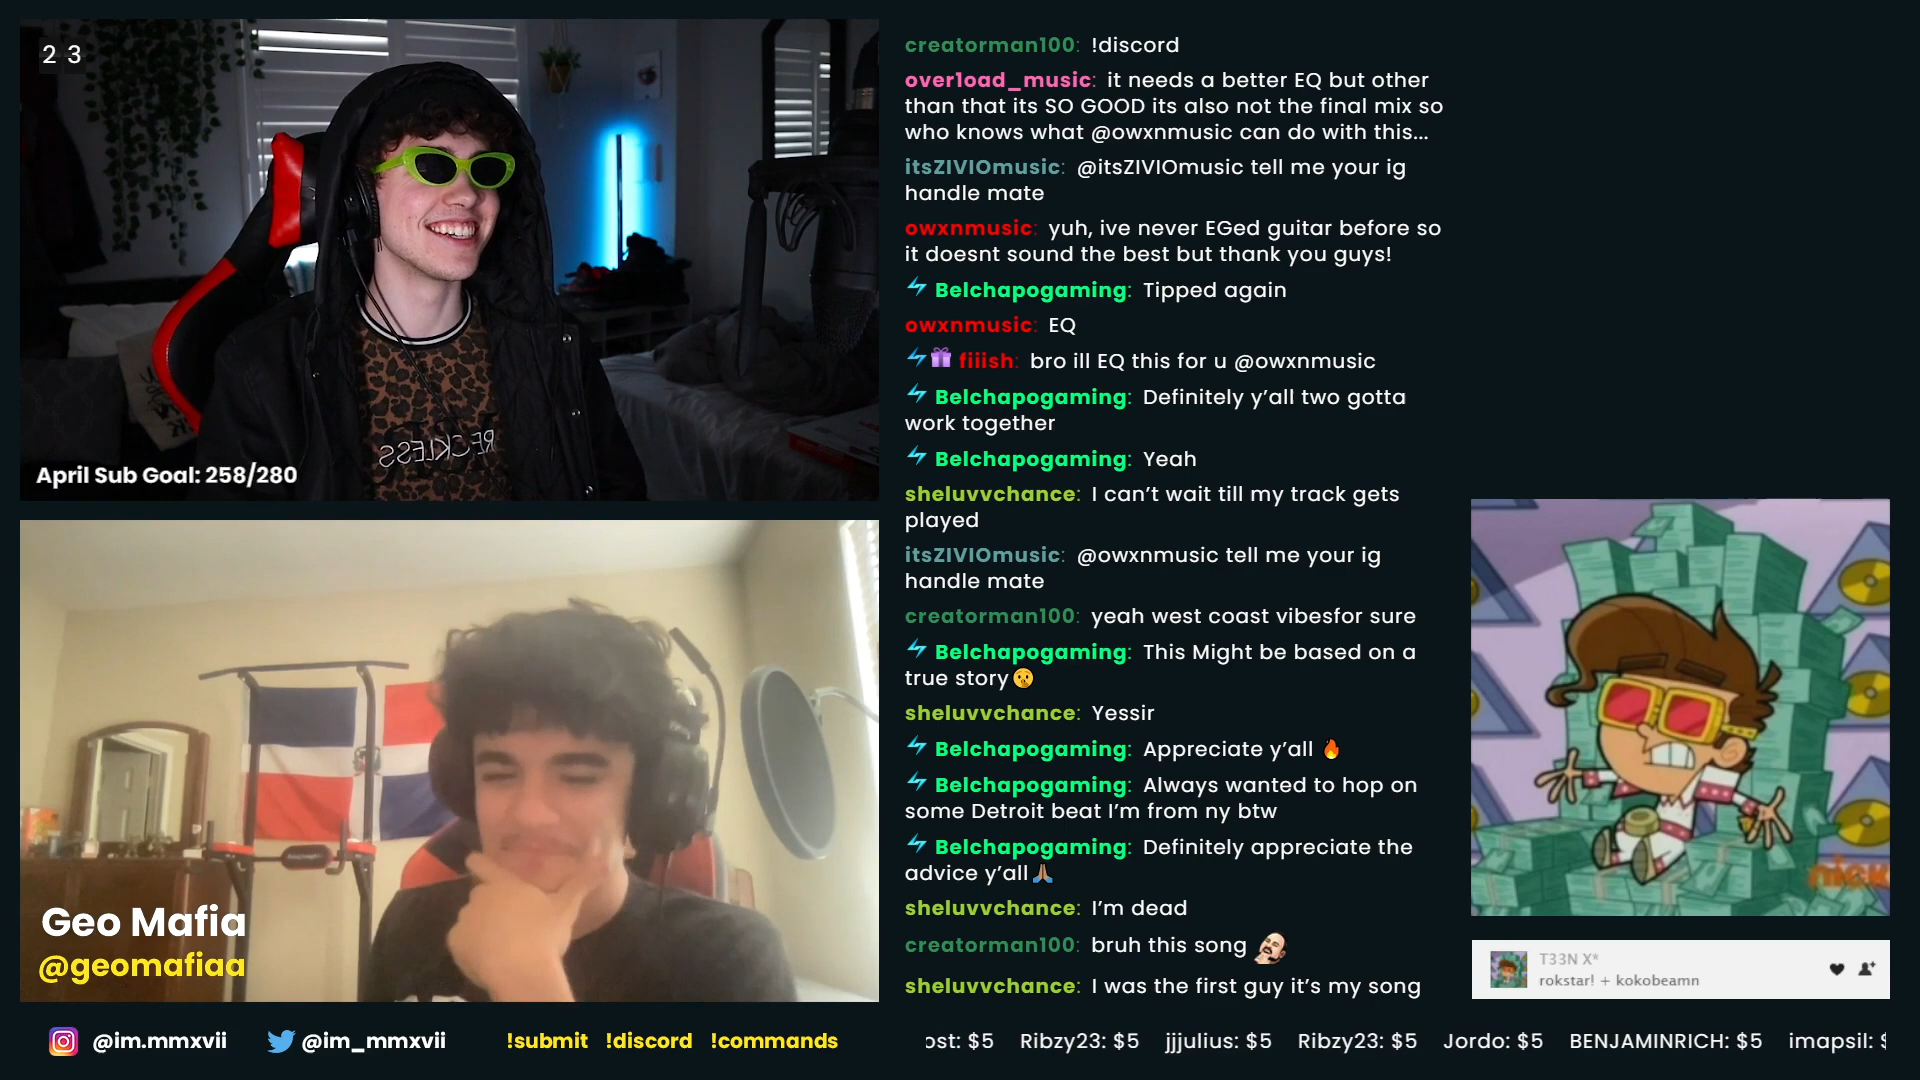 2 3
RECKLESS
April Sub Goal: 258/280
Geo Mafia
@geomafiaa
creatorman100: !discord
over1oad_music: it needs a better EQ but other
than that its SO GOOD its also not the final mix so
who knows what @owxnmusic can do with this...
itsZIVIOmusic: @itsZIVIOmusic tell me your ig
handle mate
owxnmusic: yuh, ive never EGed guitar before so
it doesnt sound the best but thank you guys!
Belchapogaming: Tipped again
owxnmusic: EQ
fiiish: bro ill EQ this for u @owxnmusic
Belchapogaming: Definitely y’all two gotta
work together
Belchapogaming: Yeah
sheluvvchance: I can’t wait till my track gets
played
itsZIVIOmusic: @owxnmusic tell me your ig
handle mate
creatorman100: yeah west coast vibesfor sure
Belchapogaming: This Might be based on a
true story🤫
sheluvvchance: Yessir
Belchapogaming: Appreciate y’all 🔥
Belchapogaming: Always wanted to hop on
some Detroit beat I’m from ny btw
Belchapogaming: Definitely appreciate the
advice y’all🙏🏾
sheluvvchance: I’m dead
creatorman100: bruh this song
sheluvvchance: I was the first guy it’s my song
nick
T33N X*
rokstar! + kokobeamn
@im.mmxvii @im_mmxvii !submit !discord !commands
ost: $5 Ribzy23: $5 jjjulius: $5 Ribzy23: $5 Jordo: $5 BENJAMINRICH: $5 imapsil: $